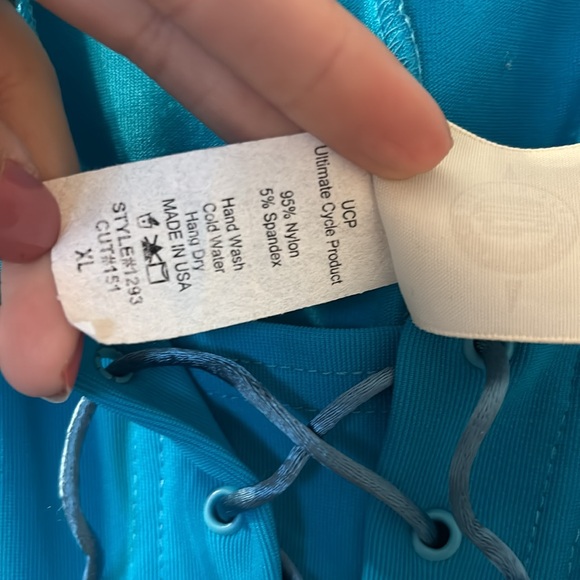 UCP
Ultimate Cycle Product
95% Nylon
5% Spandex
Hand Wash
Cold Water
Hang Dry
MADE IN USA
STYLE#1293
CUT#151
XL